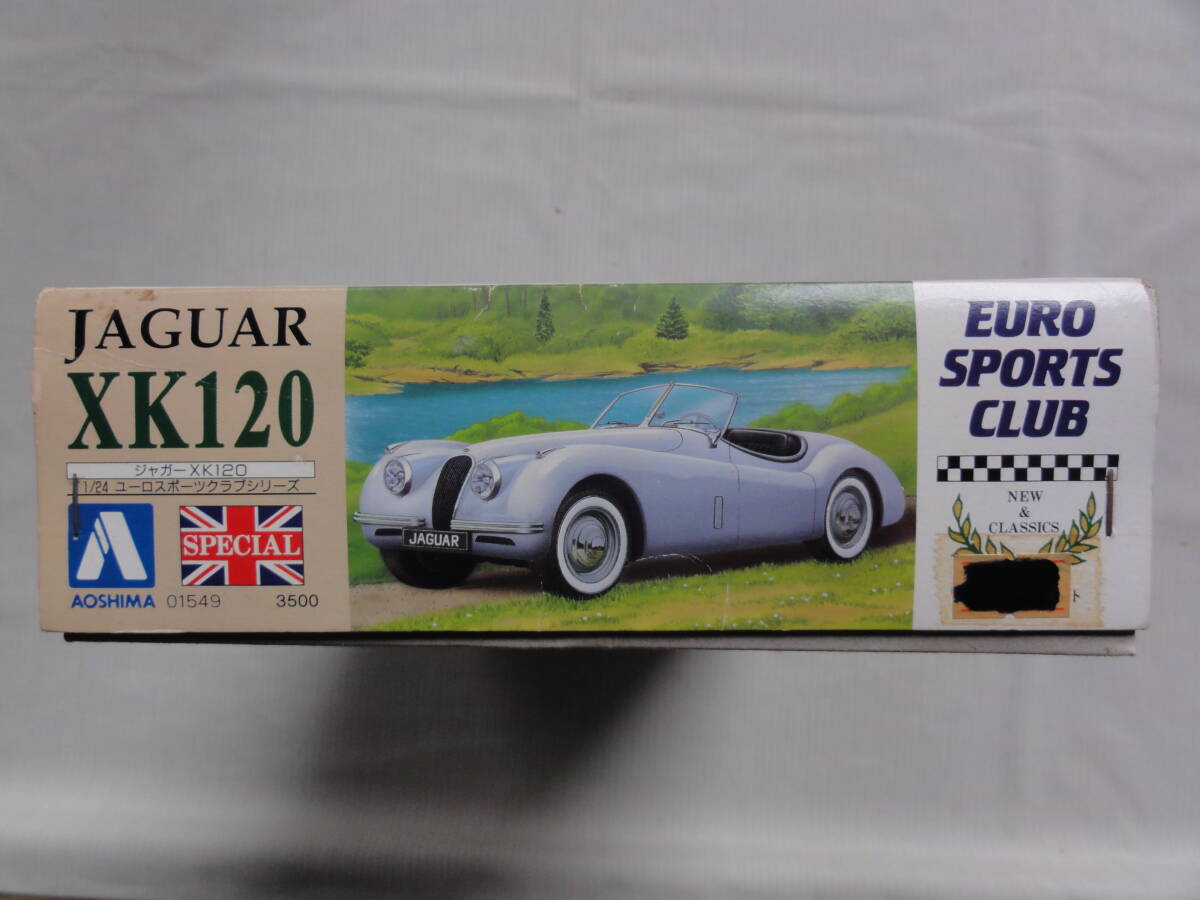 JAGUAR
XK120
ジャガーXK120
1/24 ユーロスポーツクラブシリーズ
SPECIAL
AOSHIMA 01549 3500
JAGUAR
EURO
SPORTS
CLUB
NEW
&
CLASSICS
ト